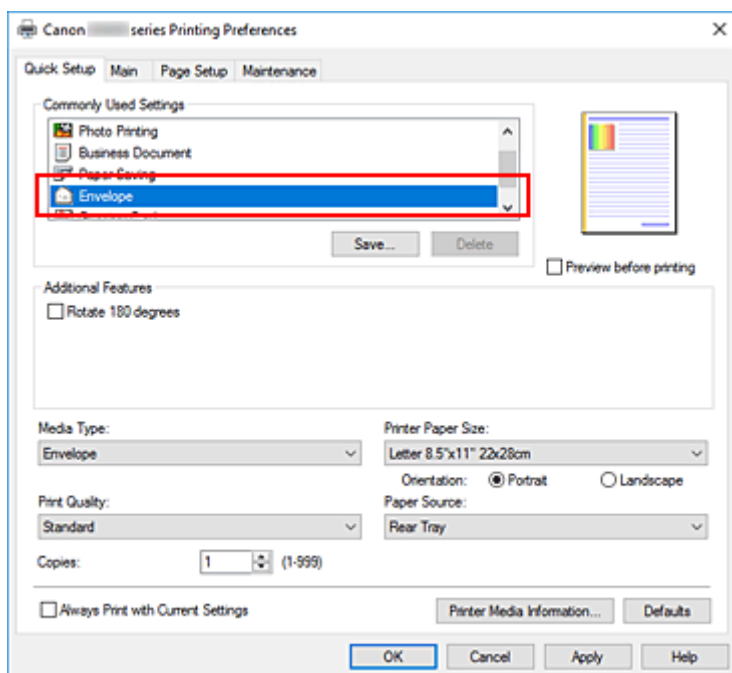 Canon series Printing Preferences
Quick Setup Main Page Setup Maintenance
Commonly Used Settings
Photo Printing
Business Document
Paper Saving
Envelope
Save... Delete
Preview before printing
Additional Features
Rotate 180 degrees
Media Type: Printer Paper Size:
Envelope Letter 8.5"x11" 22x28cm
Orientation: Portrait Landscape
Print Quality: Paper Source:
Standard Rear Tray
Copies: 1 (1-999)
Always Print with Current Settings Printer Media Information... Defaults
OK Cancel Apply Help